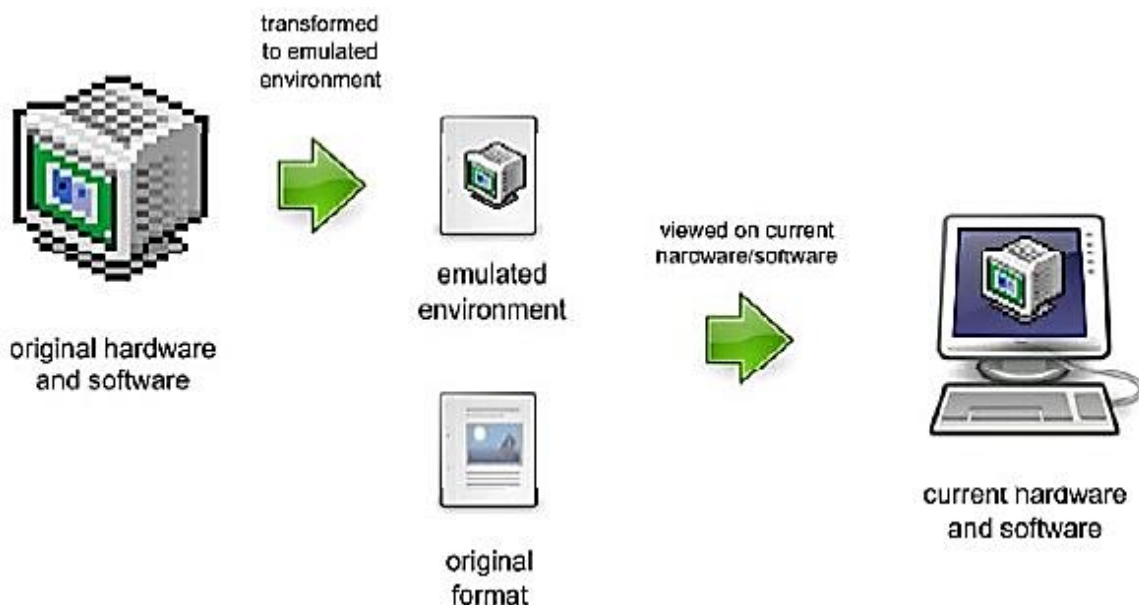 transformed
to emulated
environment
original hardware
and software
emulated
environment
original
format
viewed on current
hardware/software
current hardware
and software